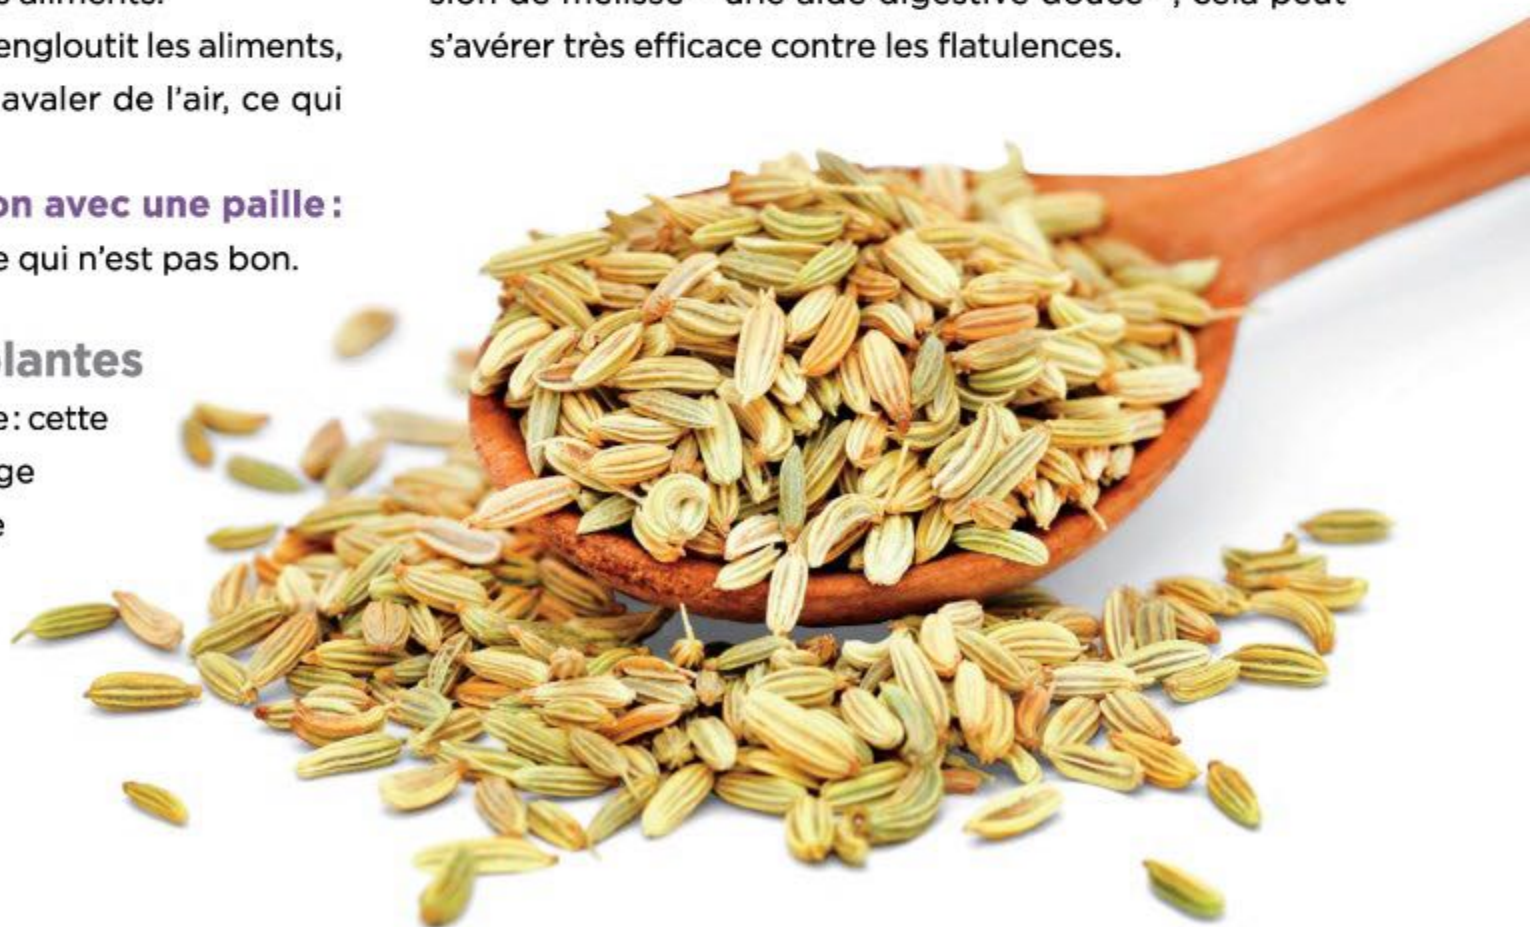 engloutit les aliments,
avaler de l'air, ce qui
on avec une paille :
e qui n'est pas bon.
lantes
e : cette
ge
e
s'avérer très efficace contre les flatulences.